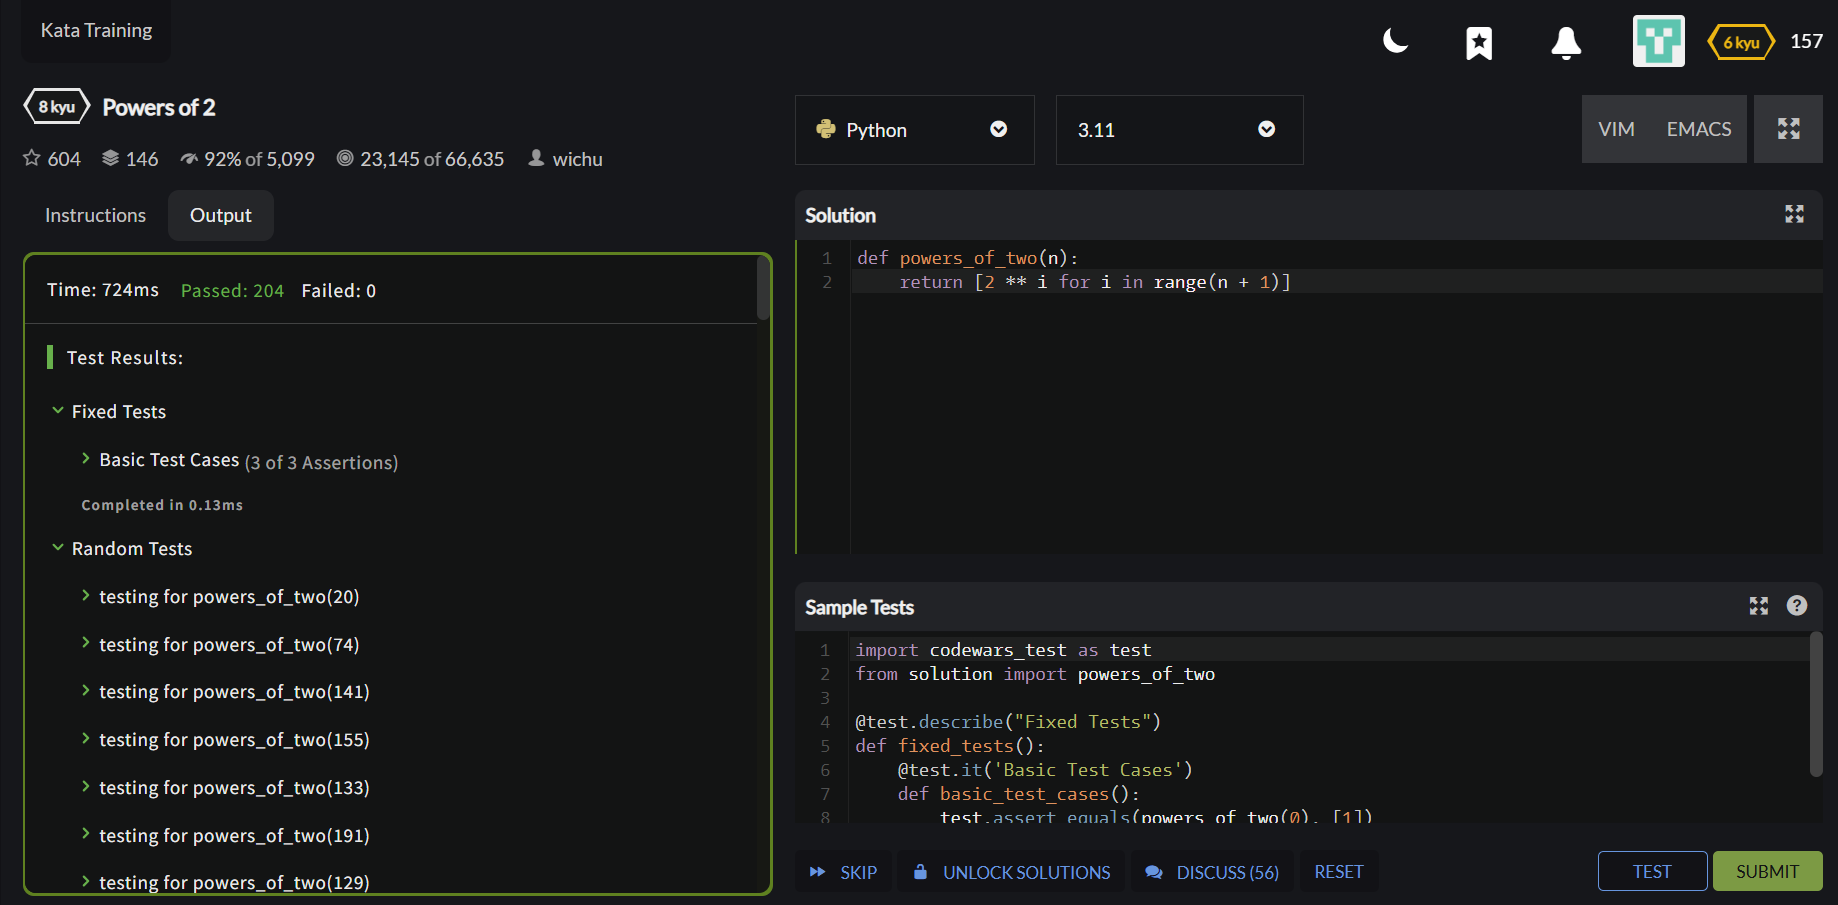 Kata Training
6 kyu 157
8 kyu Powers of 2
604 146 92% of 5,099 23,145 of 66,635 wichu
Instructions Output
Time: 724ms Passed: 204 Failed: 0
Test Results:
Fixed Tests
Basic Test Cases (3 of 3 Assertions)
Completed in 0.13ms
Random Tests
testing for powers_of_two(20)
testing for powers_of_two(74)
testing for powers_of_two(141)
testing for powers_of_two(155)
testing for powers_of_two(133)
testing for powers_of_two(191)
testing for powers_of_two(129)
Python 3.11 VIM EMACS
Solution
1 def powers_of_two(n):
2     return [2 ** i for i in range(n + 1)]
Sample Tests
1 import codewars_test as test
2 from solution import powers_of_two
3
4 @test.describe("Fixed Tests")
5 def fixed_tests():
6     @test.it('Basic Test Cases')
7     def basic_test_cases():
8         test.assert_equals(powers_of_two(0), [1])
SKIP UNLOCK SOLUTIONS DISCUSS (56) RESET TEST SUBMIT